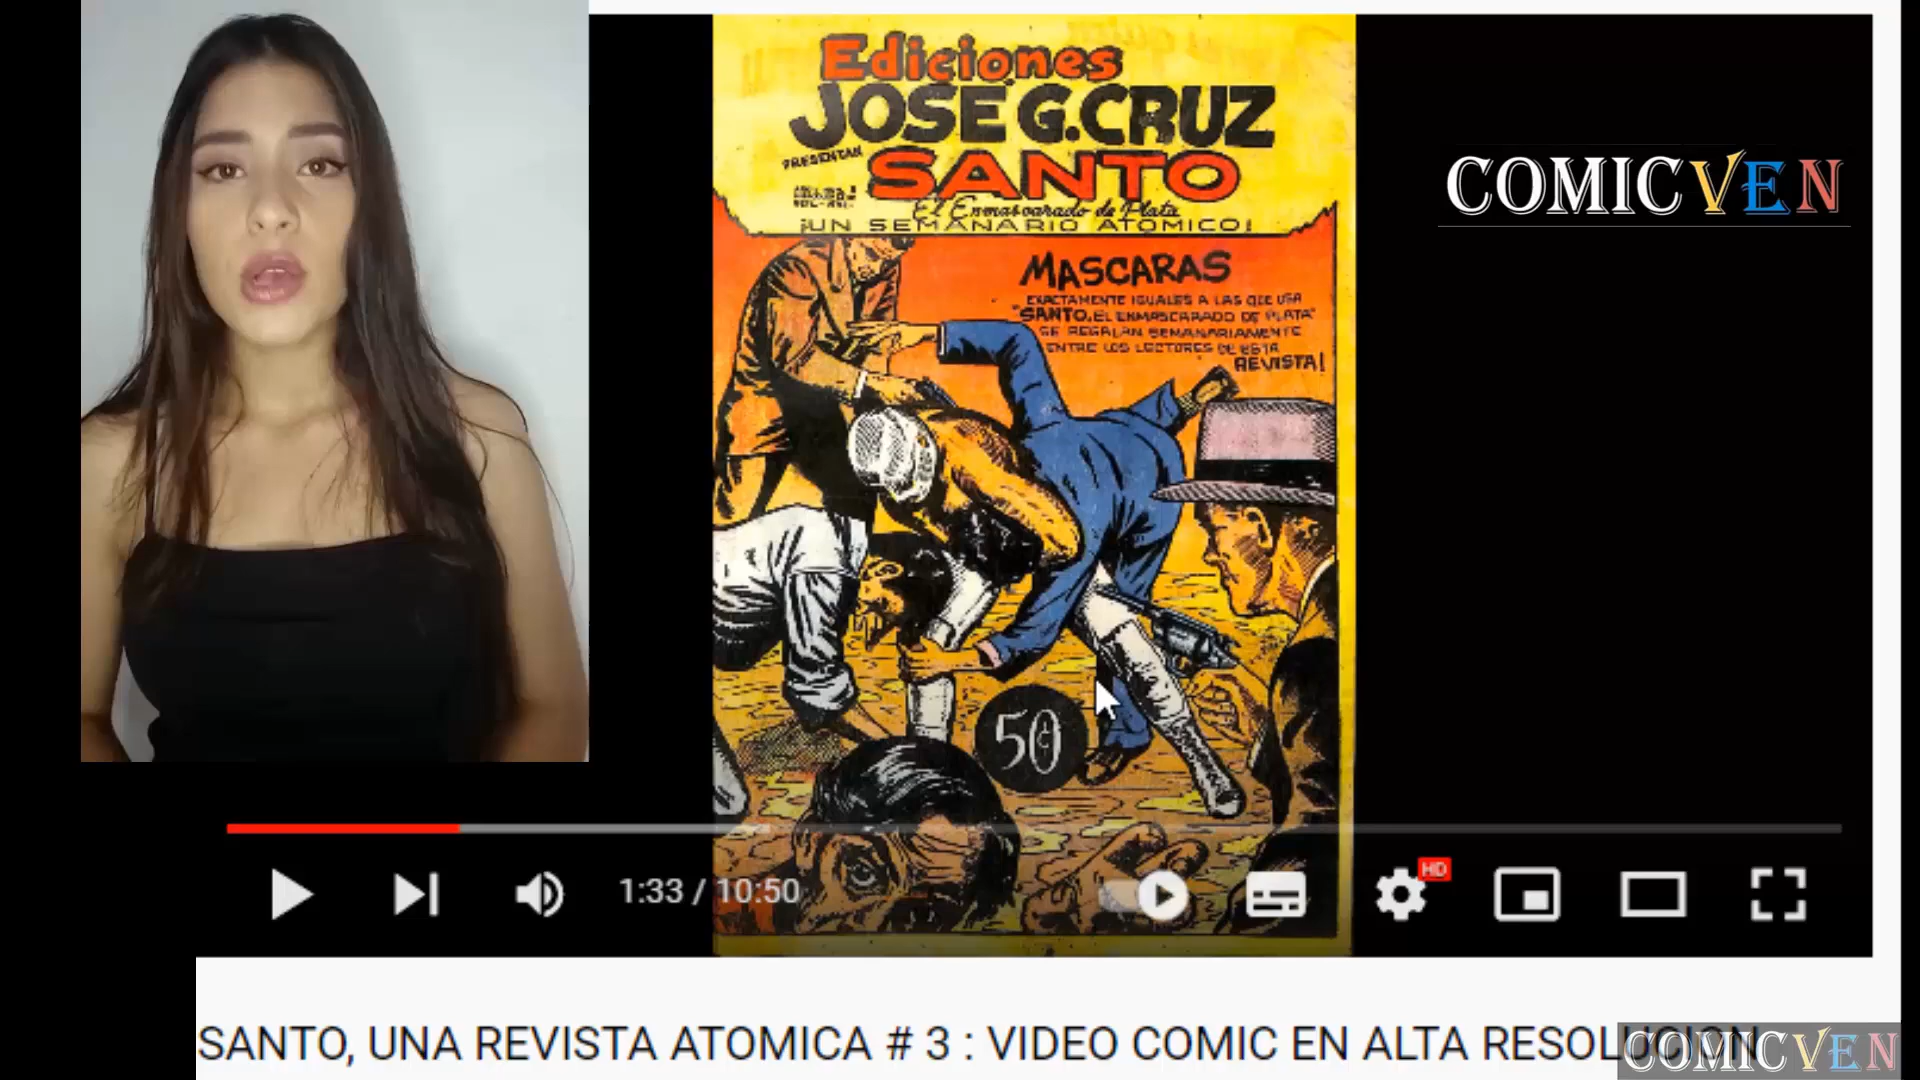 Ediciones
JOSE G. CRUZ
PRESENTAN
SANTO
El Enmascarado de Plata
¡UN SEMANARIO ATOMICO!
COMICVEN
MASCARAS
EXACTAMENTE IGUALES A LAS QUE USA
"SANTO, EL ENMASCARADO DE PLATA"
SE REGALAN SEMANARIAMENTE
ENTRE LOS LECTORES DE ESTA
REVISTA!
50¢
1:33 / 10:50
HD
SANTO, UNA REVISTA ATOMICA # 3 : VIDEO COMIC EN ALTA RESOLUCION
COMICVEN